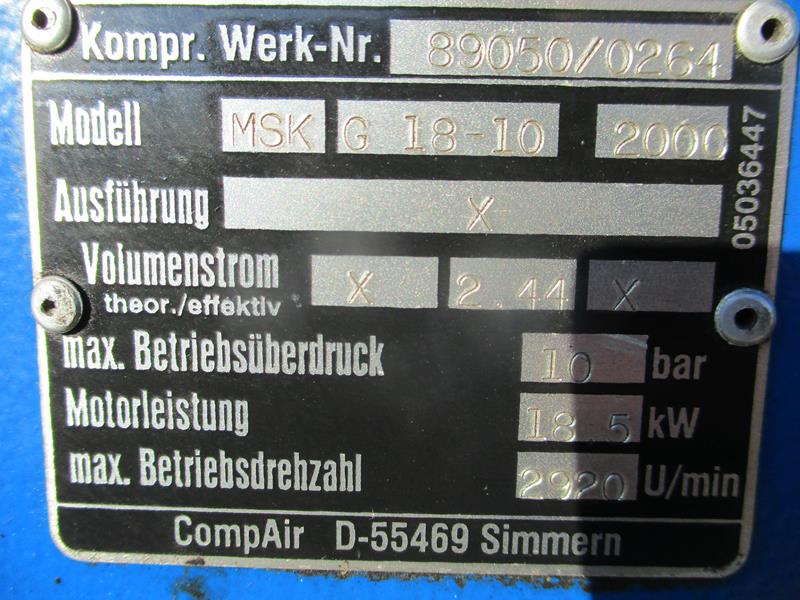 Kompr. Werk-Nr. 89050/0264
Modell MSK G 18-10 2000
Ausführung X
Volumenstrom
theor./effektiv X 2.44 X
max. Betriebsüberdruck 10 bar
Motorleistung 18.5 kW
max. Betriebsdrehzahl 2920 U/min
CompAir D-55469 Simmern
05036447